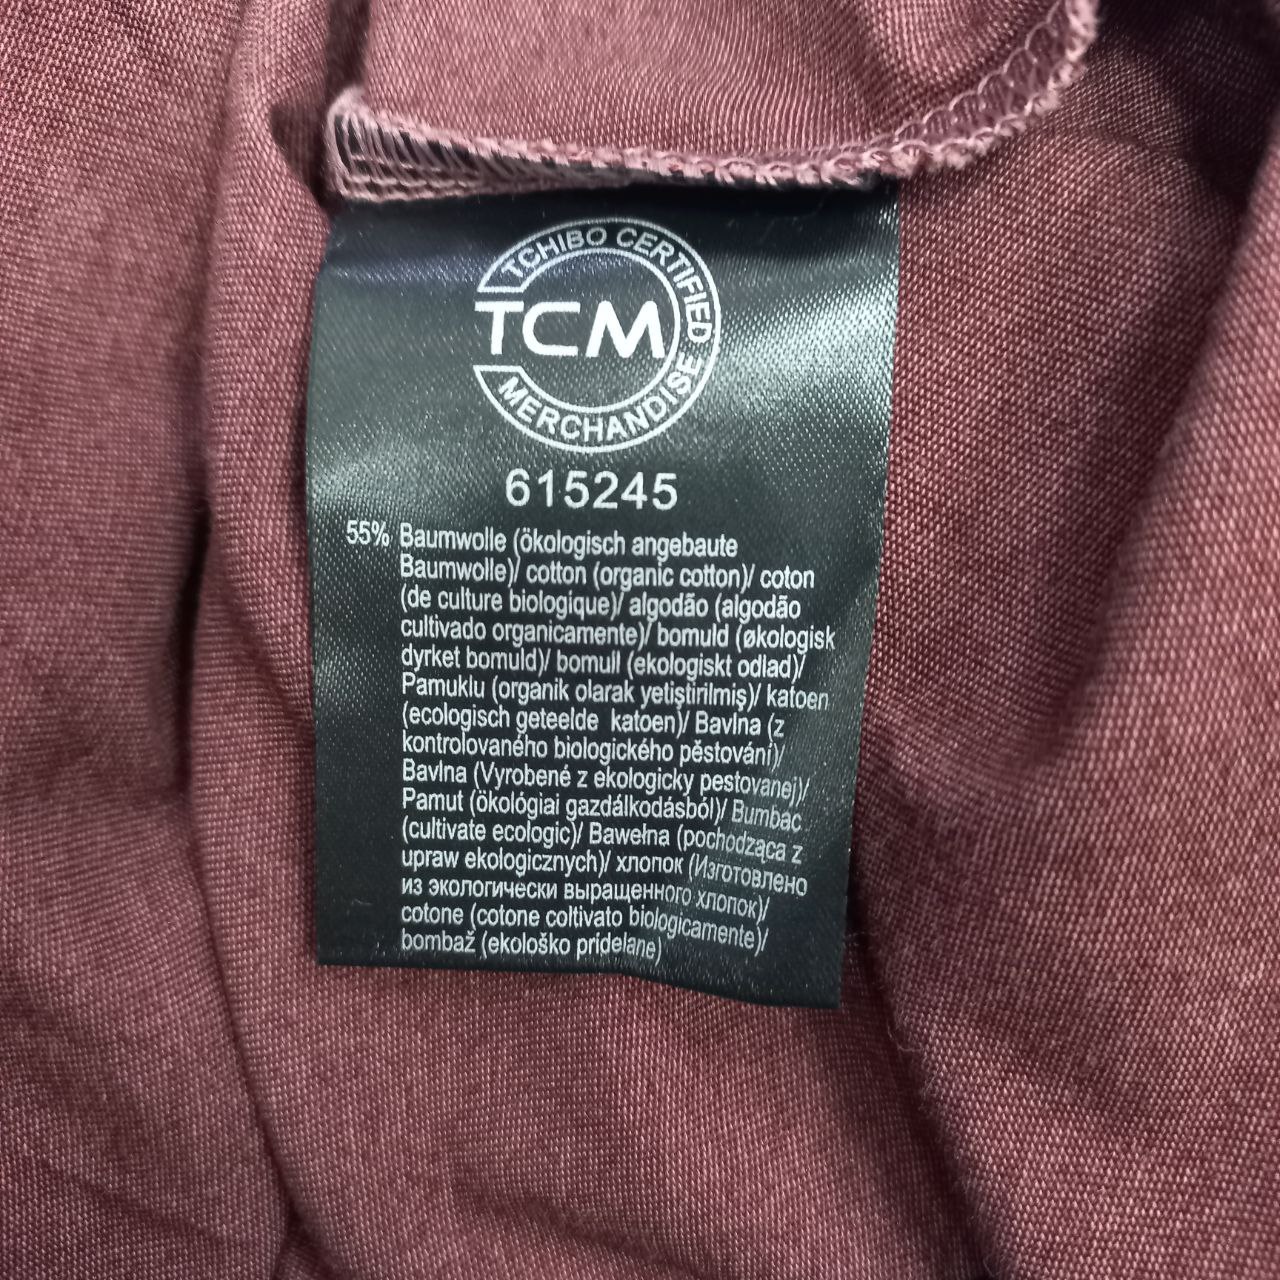 TCHIBO CERTIFIED
TCM
MERCHANDISE
615245
55% Baumwolle (ökologisch angebaute
Baumwolle)/ cotton (organic cotton)/ coton
(de culture biologique)/ algodão (algodão
cultivado organicamente)/ bomuld (økologisk
dyrket bomuld)/ bomull (ekologiskt odlad)/
Pamuklu (organik olarak yetiştirilmiş)/ katoen
(ecologisch geteelde katoen)/ Bavlna (z
kontrolovaného biologického pěstování)/
Bavlna (Vyrobené z ekologicky pestovanej)/
Pamut (ökológiai gazdálkodásból)/ Bumbac
(cultivate ecologic)/ Bawełna (pochodząca z
upraw ekologicznych)/ хлопок (Изготовлено
из экологически выращенного хлопок)/
cotone (cotone coltivato biologicamente)/
bombaž (ekološko pridelane)